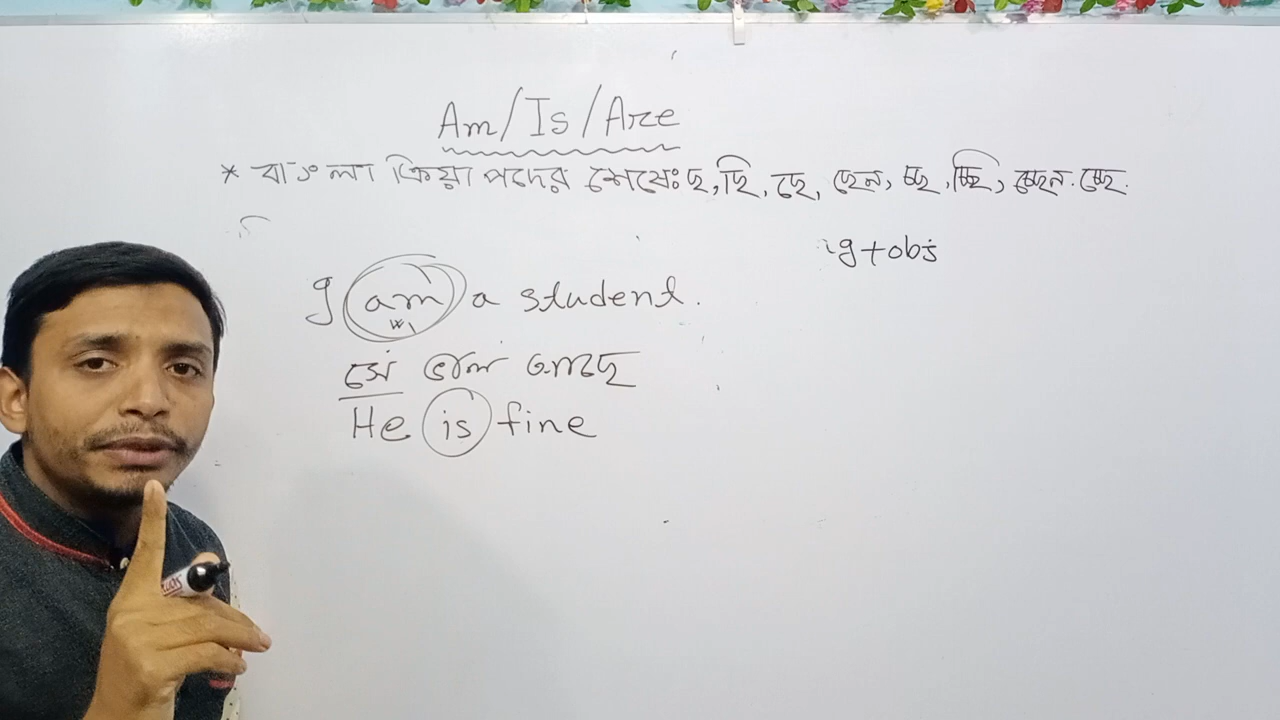 Am/Is/Are
* বাংলা ক্রিয়া পদের শেষেঃ ছ, ছি, ছে, ছেন, চ্ছ, চ্ছি, চ্ছেন. চ্ছে.
ig+obj
I am a student.
সে ভাল আছে
He is fine